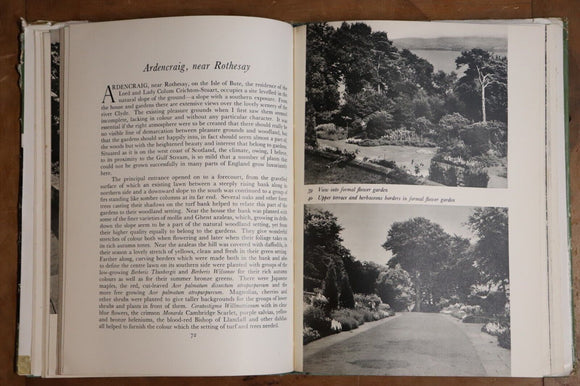 Ardencraig, near Rothesay
ARDENCRAIG, near Rothesay, on the Isle of Bute, the residence of the
Lord and Lady Colum Crichton-Stuart, occupies a site levelled in the
natural slope of the ground—a slope with a southern exposure. From
the house and gardens there are extensive views over the lovely scenery of the
river Clyde. The existing pleasure grounds when I first saw them seemed
incomplete, lacking in colour and without any particular character. It was
essential if the right atmosphere were to be created that there should really be
no visible line of demarcation between pleasure grounds and woodland, but
that the gardens should set happily into, in fact should seem almost a part of,
the woods but with the heightened beauty and interest that belong to gardens.
Situated as it is on the west coast of Scotland, the climate, owing, I believe,
to its proximity to the Gulf Stream, is so mild that a number of plants that
could not be grown successfully in many parts of England grow luxuriantly
here.
The principal entrance opened on to a forecourt, from the gravelled
surface of which an existing lawn between a steeply rising bank along its
northern side and a downward slope to the south was continued to a group of
firs standing like sombre columns at its far end. Several oaks and other forest
trees casting their shadows on the turf bank helped to relate this part of the
gardens to their woodland setting. Near the house the bank was planted with
some of the finer varieties of mollis and Ghent azaleas, which, growing irregularly
down the slope seem to be a part of the natural woodland setting, yet from
their higher quality equally to belong to the gardens. They give wonderful
stretches of colour both when flowering and later when their foliage takes on
its rich autumn tones. Near the azaleas the hill was covered with daffodils, in
their season a lovely stretch of yellows, clean and fresh in their green setting.
Farther along, curving borders which were made both in the bank and also
to define the centre lawn on its southern side were planted with groups of the
low-growing Berberis Thunbergii and Berberis Wilsonae for their rich autumn
colours as well as for their summer bronze greens. There were Japanese
maples, the red, cut-leaved Acer palmatum dissectum atropurpureum and the
more free growing Acer palmatum atropurpureum. Magnolias, cherries and
other shrubs were planted to give taller backgrounds for the groups of lower
shrubs and plants in front of them. Ceratostigma Willmottianum with its clear
blue flowers, the crimson Monarda Cambridge Scarlet, purple salvias, yellow
and bronze heleniums, the blood-red Bishop of Llandaff and other dahlias
all helped to furnish the colour which the setting of turf and trees needed.
72
39 View into formal flower garden
40 Upper terrace and herbaceous borders in formal flower garden